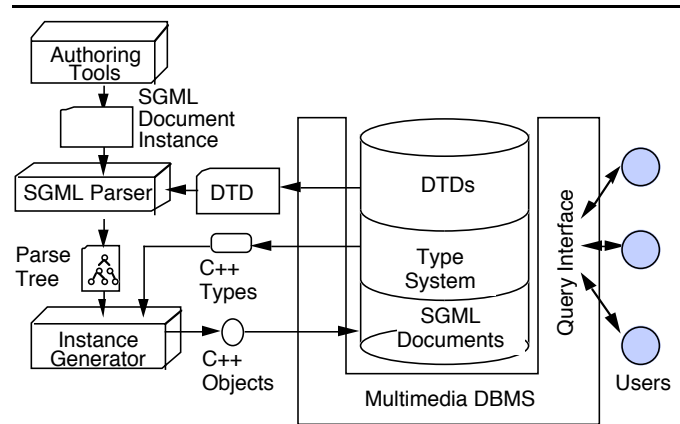 Authoring
Tools
SGML
Document
Instance
SGML Parser
DTD
DTDs
Parse
Tree
C++
Types
Type
System
Instance
Generator
C++
Objects
SGML
Documents
Query Interface
Users
Multimedia DBMS